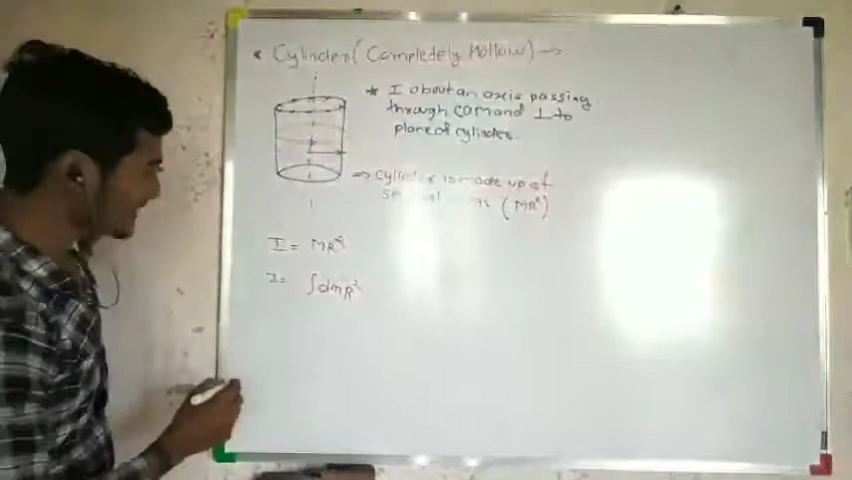 * Cylinder (Completely Hollow) →
* I about an axis passing
through com and ⊥ to
plane of cylinder.
⇒ Cylinder is made up of
(MR²)
I = MR²
I = ∫dmR²